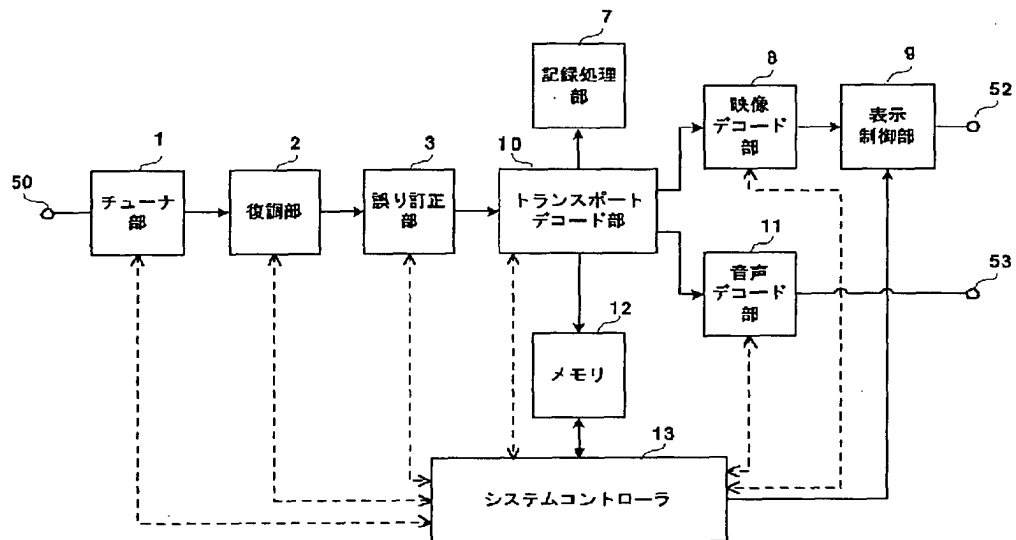 7
記録処理
部
8
映像
デコード
部
9
表示
制御部
52
1
チューナ
部
50
2
復調部
3
誤り訂正部
10
トランスポート
デコード部
11
音声
デコード
部
53
12
メモリ
13
システムコントローラ